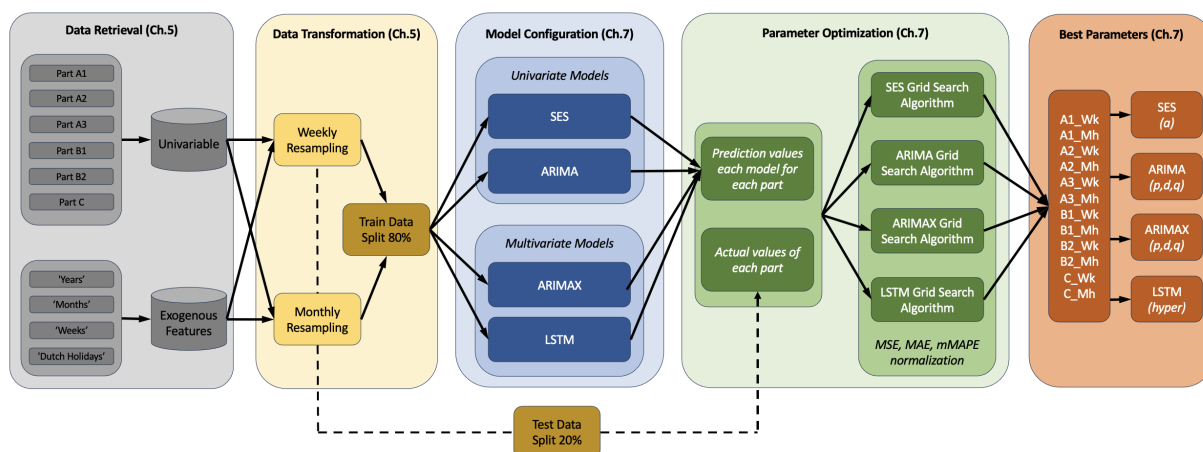 Data Retrieval (Ch.5)
Part A1
Part A2
Part A3
Part B1
Part B2
Part C
Univariable
'Years'
'Months'
'Weeks'
'Dutch Holidays'
Exogenous
Features
Data Transformation (Ch.5)
Weekly
Resampling
Train Data
Split 80%
Monthly
Resampling
Model Configuration (Ch.7)
Univariate Models
SES
ARIMA
Multivariate Models
ARIMAX
LSTM
Test Data
Split 20%
Parameter Optimization (Ch.7)
Prediction values
each model for
each part
Actual values of
each part
SES Grid Search
Algorithm
ARIMA Grid
Search Algorithm
ARIMAX Grid
Search Algorithm
LSTM Grid Search
Algorithm
MSE, MAE, mMAPE
normalization
Best Parameters (Ch.7)
A1_Wk
A1_Mh
A2_Wk
A2_Mh
A3_Wk
A3_Mh
B1_Wk
B1_Mh
B2_Wk
B2_Mh
C_Wk
C_Mh
SES
(a)
ARIMA
(p,d,q)
ARIMAX
(p,d,q)
LSTM
(hyper)